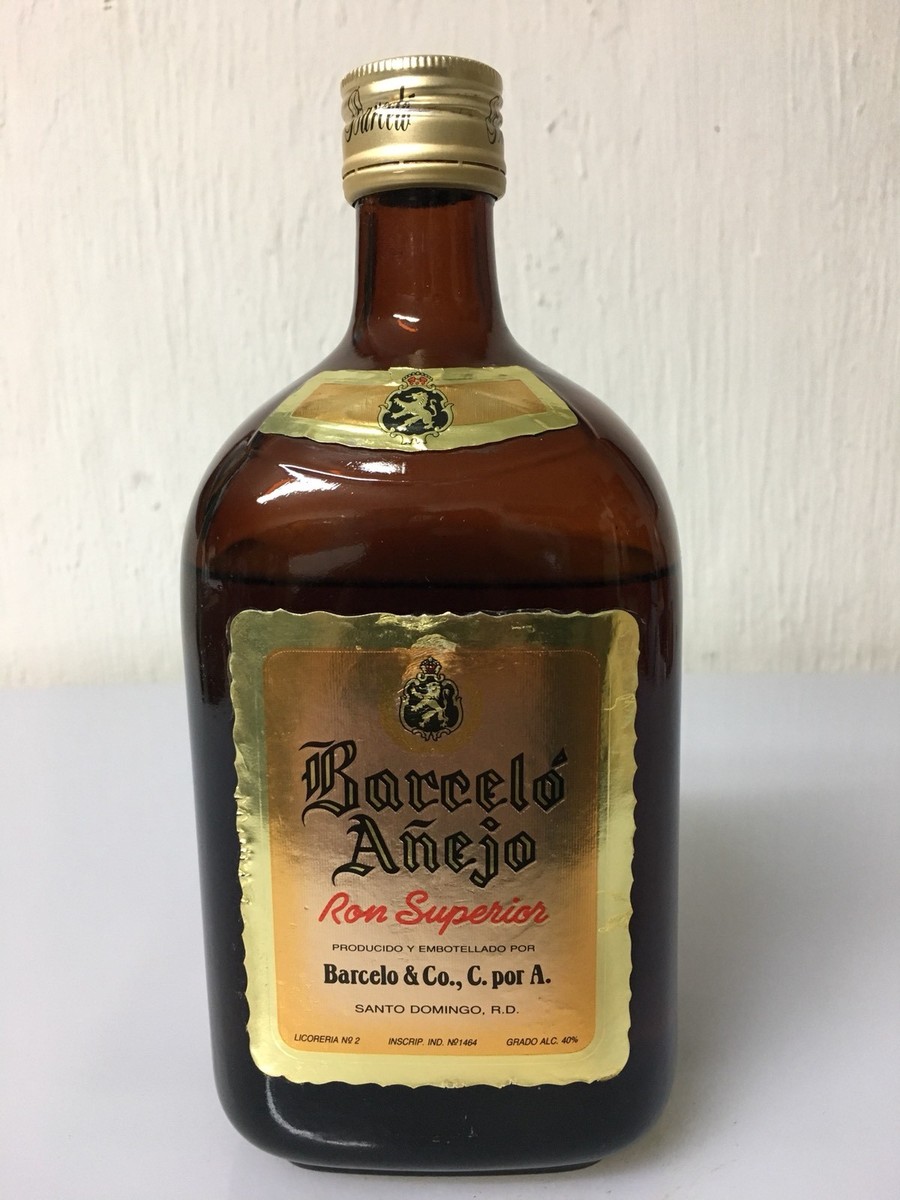 Barceló
Barceló
Añejo
Ron Superior
PRODUCIDO Y EMBOTELLADO POR
Barcelo & Co., C. por A.
SANTO DOMINGO, R.D.
LICORERIA Nº 2 INSCRIP. IND. Nº1464 GRADO ALC. 40%